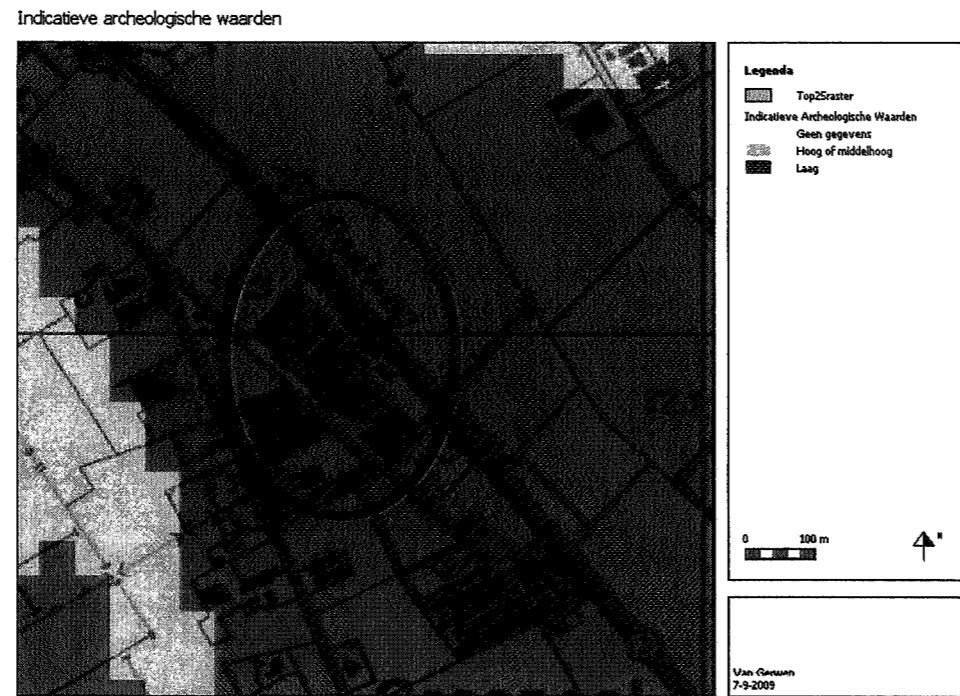 Indicatieve archeologische waarden
Legenda
Top25raster
Indicatieve Archeologische Waarden
Geen gegevens
Hoog of middelhoog
Laag
0 100 m
N
Van Gerwen
7-9-2009